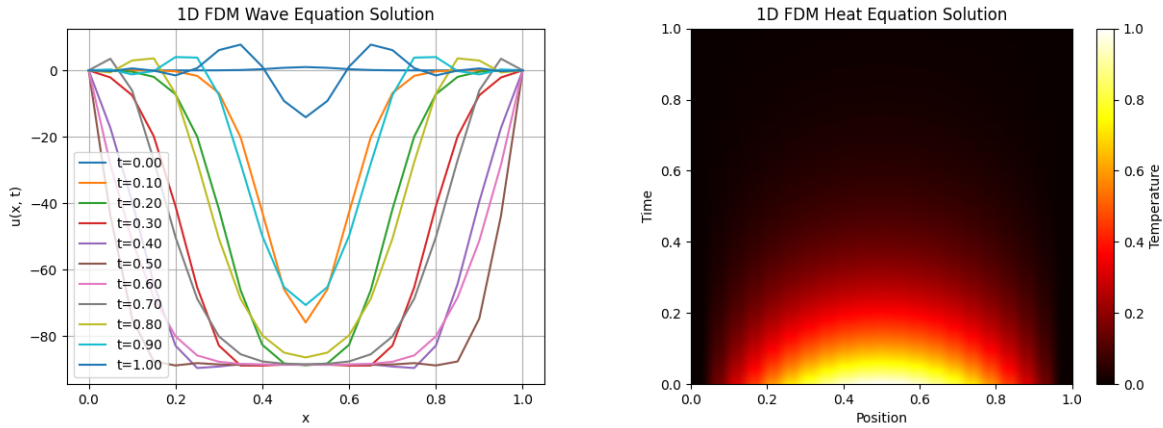 1D FDM Wave Equation Solution
0
−20
−40
−60
−80
u(x, t)
t=0.00
t=0.10
t=0.20
t=0.30
t=0.40
t=0.50
t=0.60
t=0.70
t=0.80
t=0.90
t=1.00
0.0 0.2 0.4 0.6 0.8 1.0
x
1D FDM Heat Equation Solution
1.0
0.8
0.6
0.4
0.2
0.0
Time
0.0 0.2 0.4 0.6 0.8 1.0
Position
1.0
0.8
0.6
0.4
0.2
0.0
Temperature